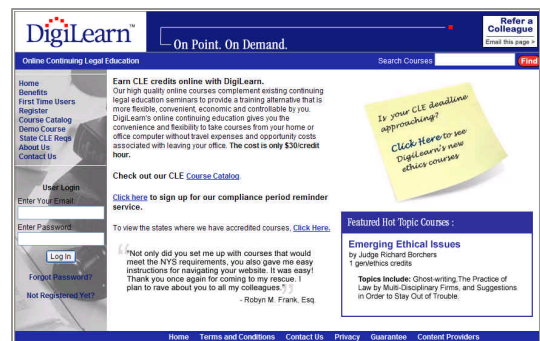 DigiLearn™
On Point. On Demand.
Refer a
Colleague
Email this page >
Online Continuing Legal Education
Search Courses
Find
Home
Benefits
First Time Users
Register
Course Catalog
Demo Course
State CLE Reqs
About Us
Contact Us
User Login
Enter Your Email:
Enter Password:
Log In
Forgot Password?
Not Registered Yet?
Earn CLE credits online with DigiLearn.
Our high quality online courses complement existing continuing
legal education seminars to provide a training alternative that is
more flexible, convenient, economic and controllable by you.
DigiLearn's online continuing education gives you the
convenience and flexibility to take courses from your home or
office computer without travel expenses and opportunity costs
associated with leaving your office. The cost is only $30/credit
hour.
Check out our CLE Course Catalog.
Click here to sign up for our compliance period reminder
service.
To view the states where we have accredited courses, Click Here.
"Not only did you set me up with courses that would
meet the NYS requirements, you also gave me easy
instructions for navigating your website. It was easy!
Thank you once again for coming to my rescue. I
plan to rave about you to all my colleagues."
- Robyn M. Frank, Esq.
Is your CLE deadline
approaching?
Click Here to see
DigiLearn's new
ethics courses
Featured Hot Topic Courses :
Emerging Ethical Issues
by Judge Richard Borchers
1 gen/ethics credits
Topics Include: Ghost-writing,The Practice of
Law by Multi-Disciplinary Firms, and Suggestions
in Order to Stay Out of Trouble.
Home Terms and Conditions Contact Us Privacy Guarantee Content Providers